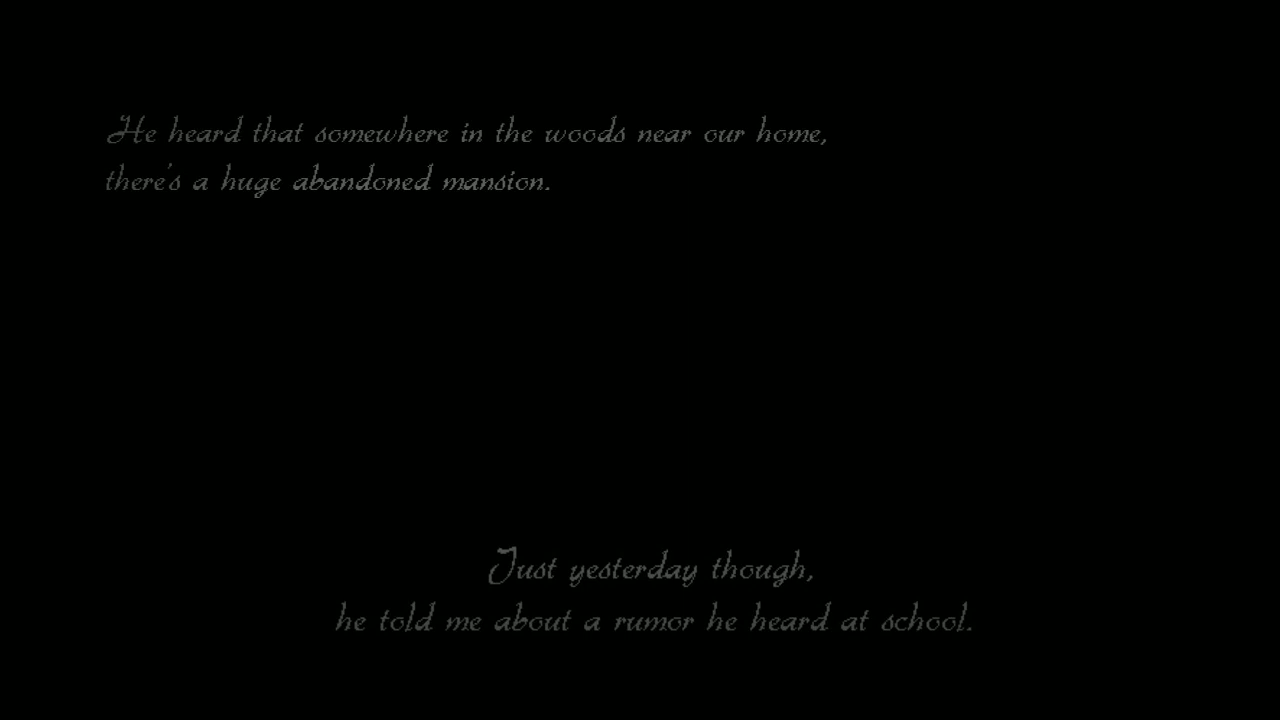 He heard that somewhere in the woods near our home,
there's a huge abandoned mansion.
Just yesterday though,
he told me about a rumor he heard at school.